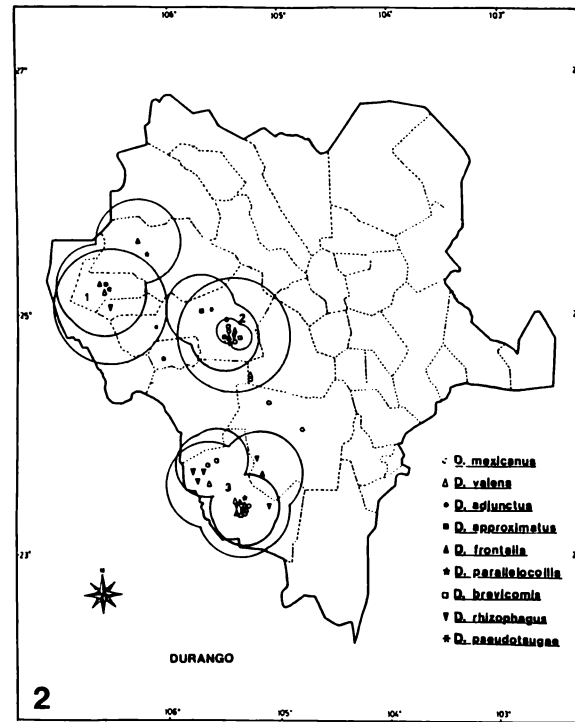 106° 105° 104° 103°
27°
1
25°
2
3
D. mexicanus
D. valens
D. adjunctus
D. approximatus
D. frontalis
D. parallelocollis
D. brevicomis
D. rhizophagus
D. pseudotsugae
23°
DURANGO
2
106° 105° 104° 103°